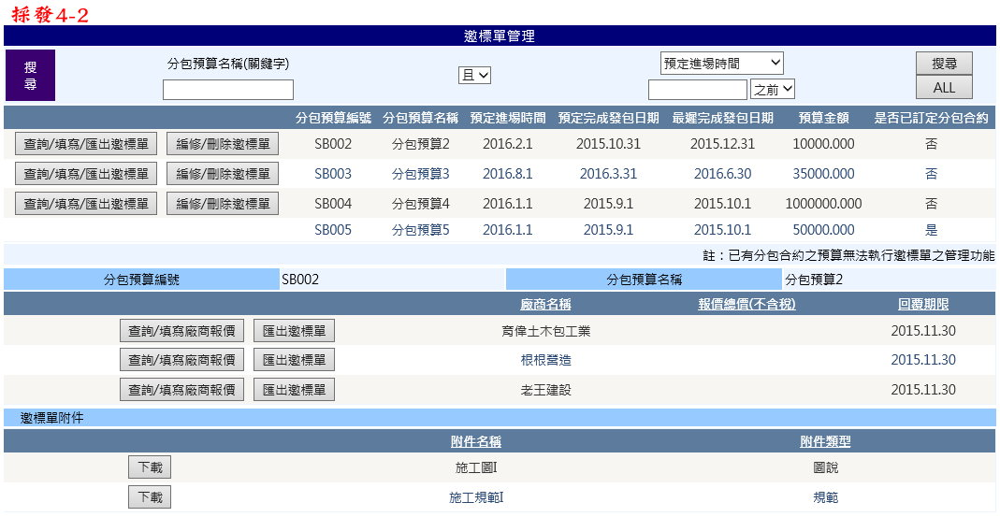 採發4-2
邀標單管理
搜尋 分包預算名稱(關鍵字) 且 預定進場時間 之前 搜尋 ALL
分包預算編號 分包預算名稱 預定進場時間 預定完成發包日期 最遲完成發包日期 預算金額 是否已訂定分包合約
查詢/填寫/匯出邀標單 編修/刪除邀標單 SB002 分包預算2 2016.2.1 2015.10.31 2015.12.31 10000.000 否
查詢/填寫/匯出邀標單 編修/刪除邀標單 SB003 分包預算3 2016.8.1 2016.3.31 2016.6.30 35000.000 否
查詢/填寫/匯出邀標單 編修/刪除邀標單 SB004 分包預算4 2016.1.1 2015.9.1 2015.10.1 1000000.000 否
SB005 分包預算5 2016.1.1 2015.9.1 2015.10.1 50000.000 是
註：已有分包合約之預算無法執行邀標單之管理功能
分包預算編號 SB002 分包預算名稱 分包預算2
廠商名稱 報價總價(不含稅) 回覆期限
查詢/填寫廠商報價 匯出邀標單 育偉土木包工業 2015.11.30
查詢/填寫廠商報價 匯出邀標單 根根營造 2015.11.30
查詢/填寫廠商報價 匯出邀標單 老王建設 2015.11.30
邀標單附件
附件名稱 附件類型
下載 施工圖I 圖說
下載 施工規範I 規範